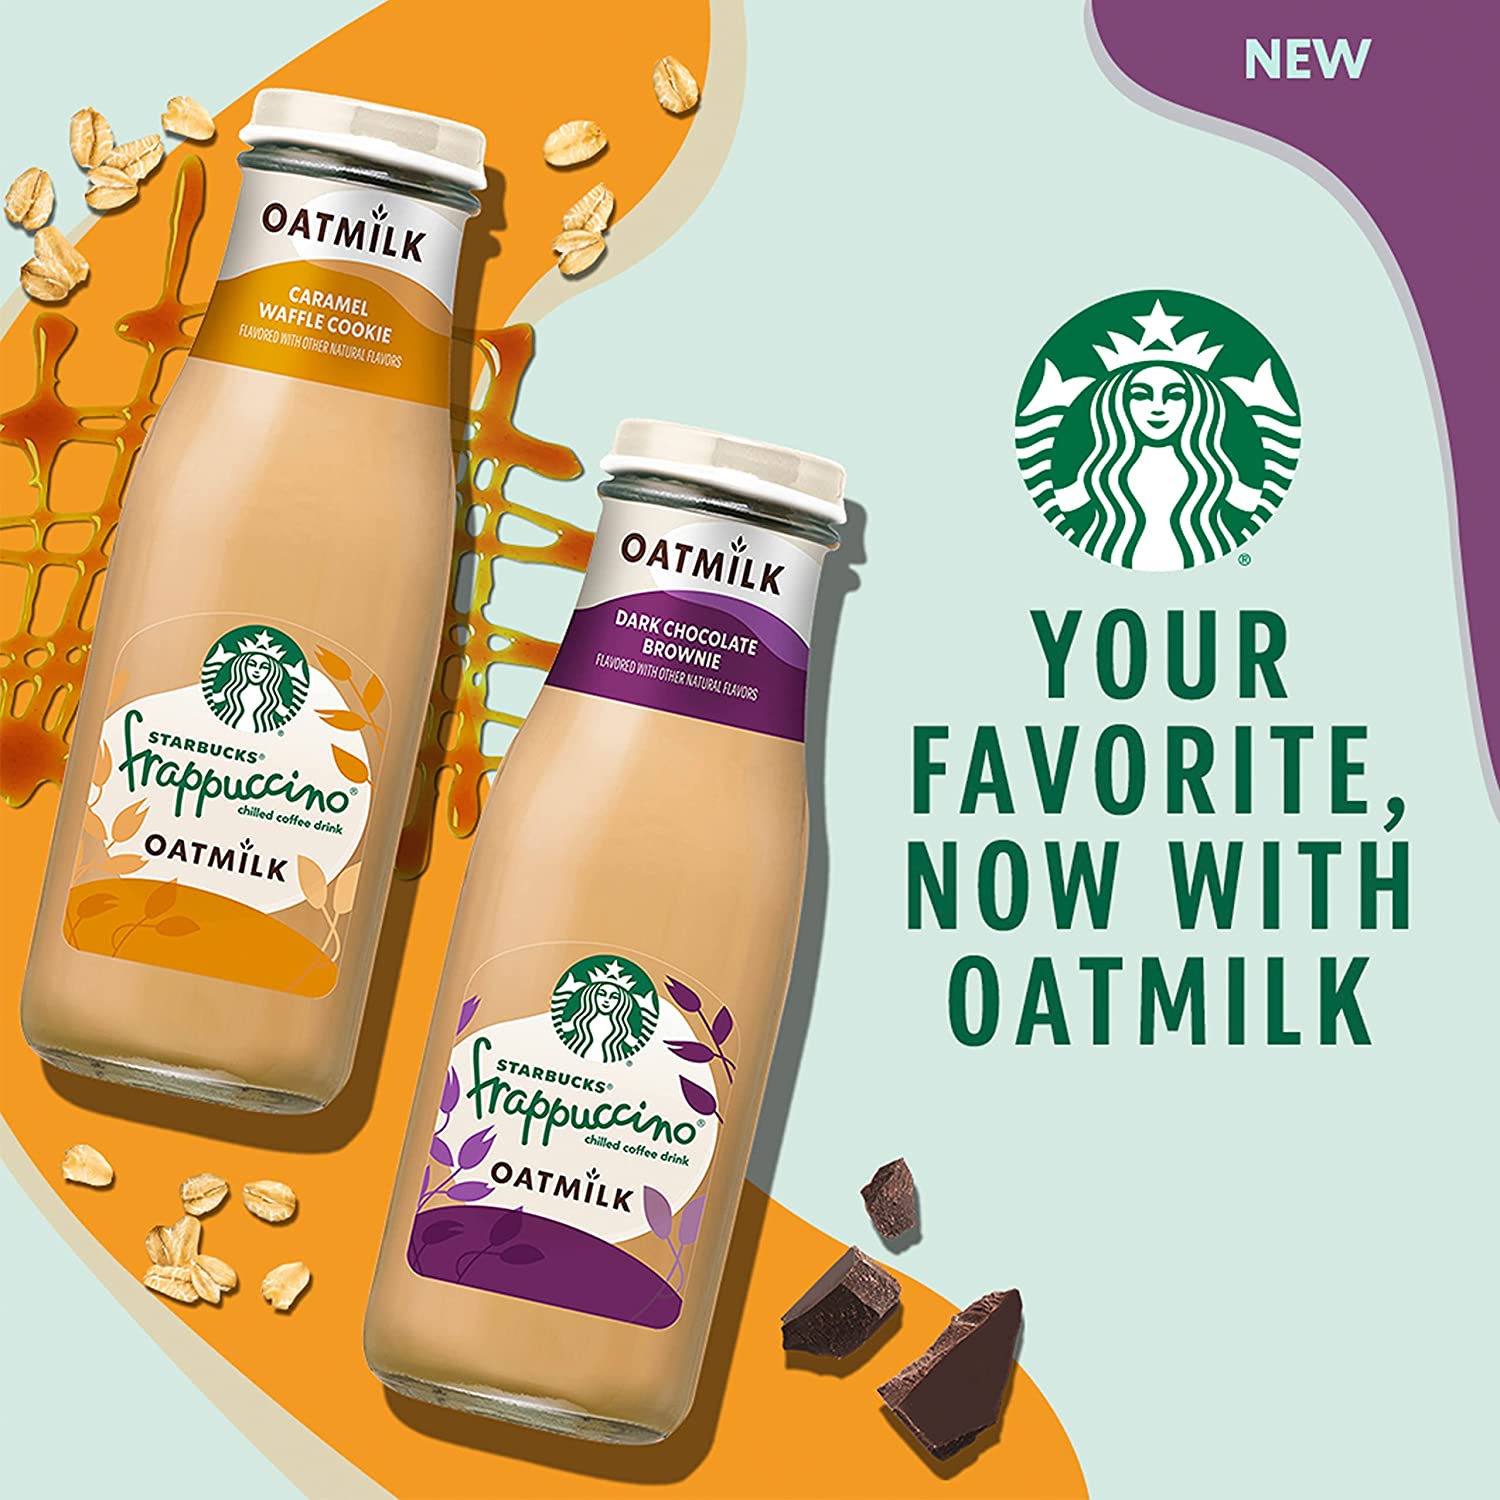 NEW
OATMILK
CARAMEL
WAFFLE COOKIE
FLAVORED WITH OTHER NATURAL FLAVORS
STARBUCKS®
frappuccino®
chilled coffee drink
OATMILK
OATMILK
DARK CHOCOLATE
BROWNIE
FLAVORED WITH OTHER NATURAL FLAVORS
STARBUCKS®
frappuccino®
chilled coffee drink
OATMILK
®
YOUR
FAVORITE,
NOW WITH
OATMILK